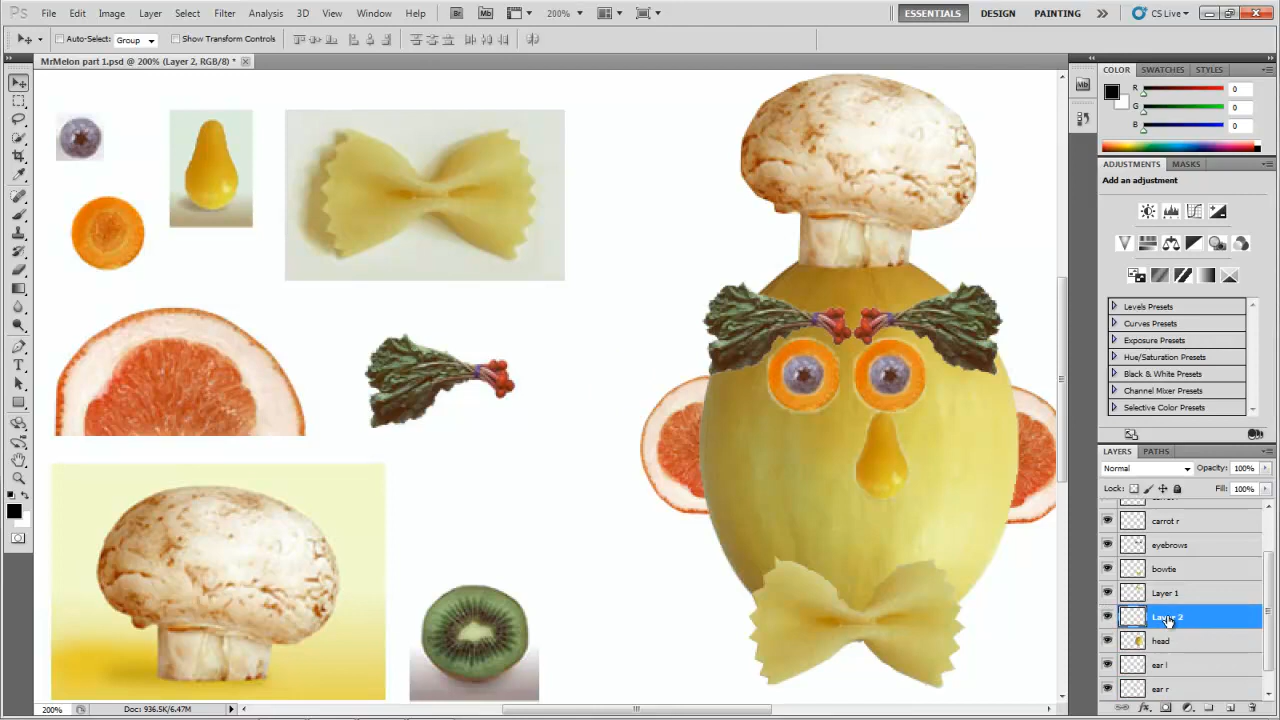 Ps File Edit Image Layer Select Filter Analysis 3D View Window Help Br Mb 200% ESSENTIALS DESIGN PAINTING CS Live
Auto-Select: Group Show Transform Controls
MrMelon part 1.psd @ 200% (Layer 2, RGB/8) *
COLOR SWATCHES STYLES
R 0
G 0
B 0
ADJUSTMENTS MASKS
Add an adjustment
Levels Presets
Curves Presets
Exposure Presets
Hue/Saturation Presets
Black & White Presets
Channel Mixer Presets
Selective Color Presets
LAYERS PATHS
Normal Opacity: 100%
Lock: Fill: 100%
carrot r
eyebrows
bowtie
Layer 1
Layer 2
head
ear l
ear r
200% Doc: 936.5K/6.47M